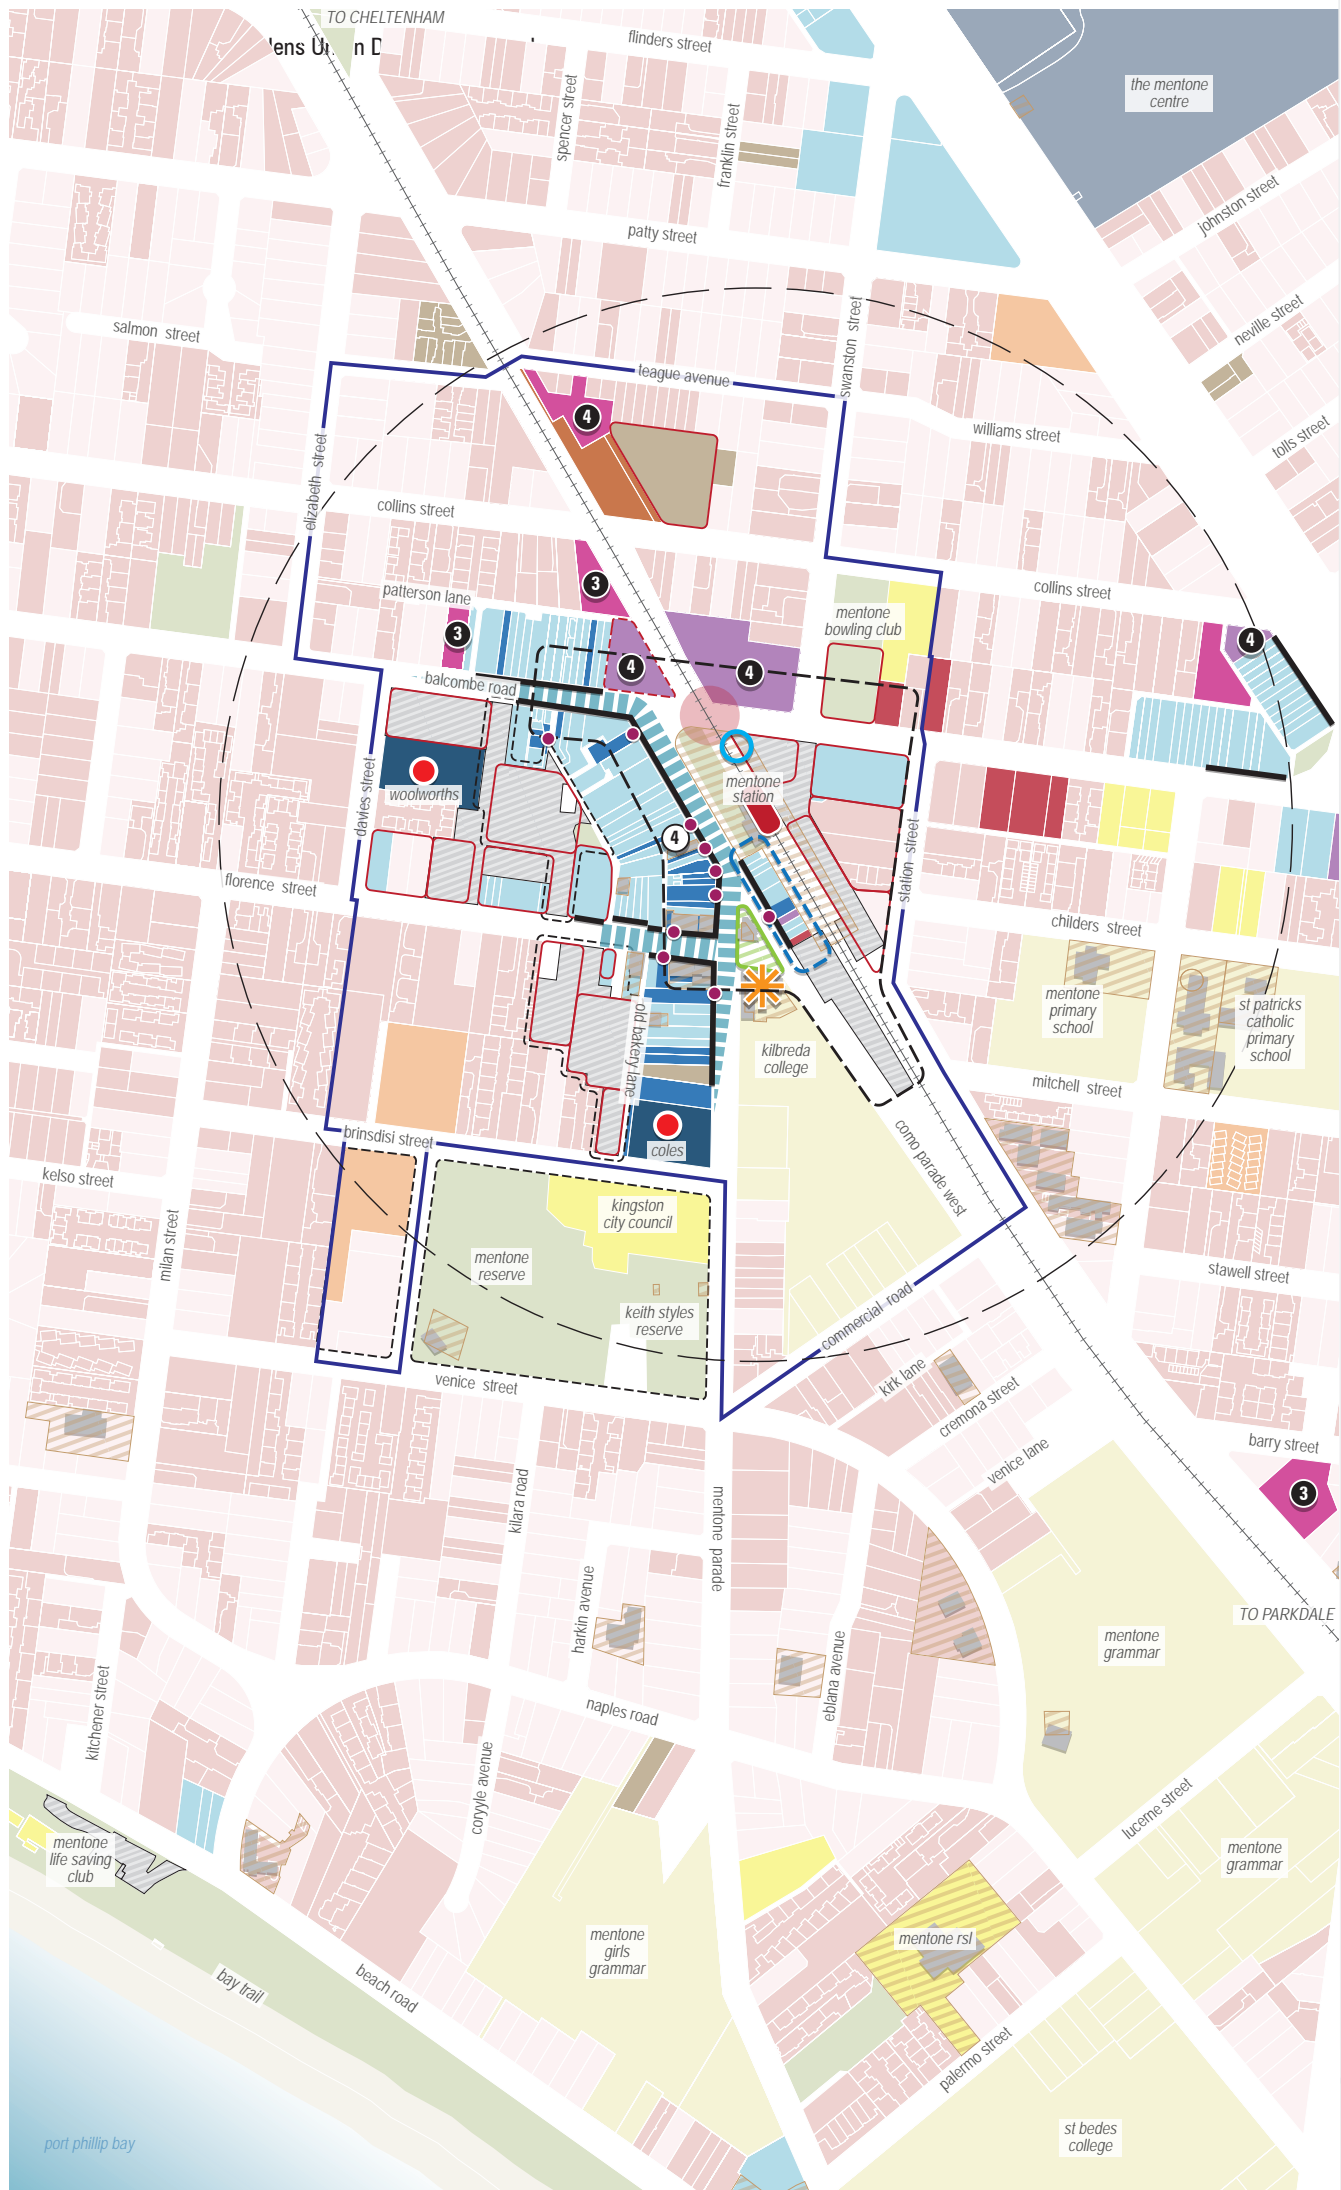 TO CHELTENHAM
flinders street
spencer street
franklin street
the mentone
centre
johnston street
patty street
salmon street
swanston street
neville street
teague avenue
4
williams street
tolls street
elizabeth street
collins street
3
patterson lane
collins street
mentone
bowling club
3
4
4
4
balcombe road
woolworths
mentone
station
davies street
4
station street
florence street
childers street
mentone
primary
school
st patricks
catholic
primary
school
old bakery lane
kilbreda
college
mitchell street
brinsdisi street
coles
como parade west
kelso street
milan street
kingston
city council
mentone
reserve
keith styles
reserve
stawell street
commercial road
venice street
kirk lane
cremona street
venice lane
barry street
3
kilara road
mentone parade
harkin avenue
TO PARKDALE
mentone
grammar
eblana avenue
kitchener street
naples road
coryyle avenue
lucerne street
mentone
life saving
club
mentone
grammar
mentone
girls
grammar
mentone rsl
bay trail
beach road
palermo street
port phillip bay
st bedes
college